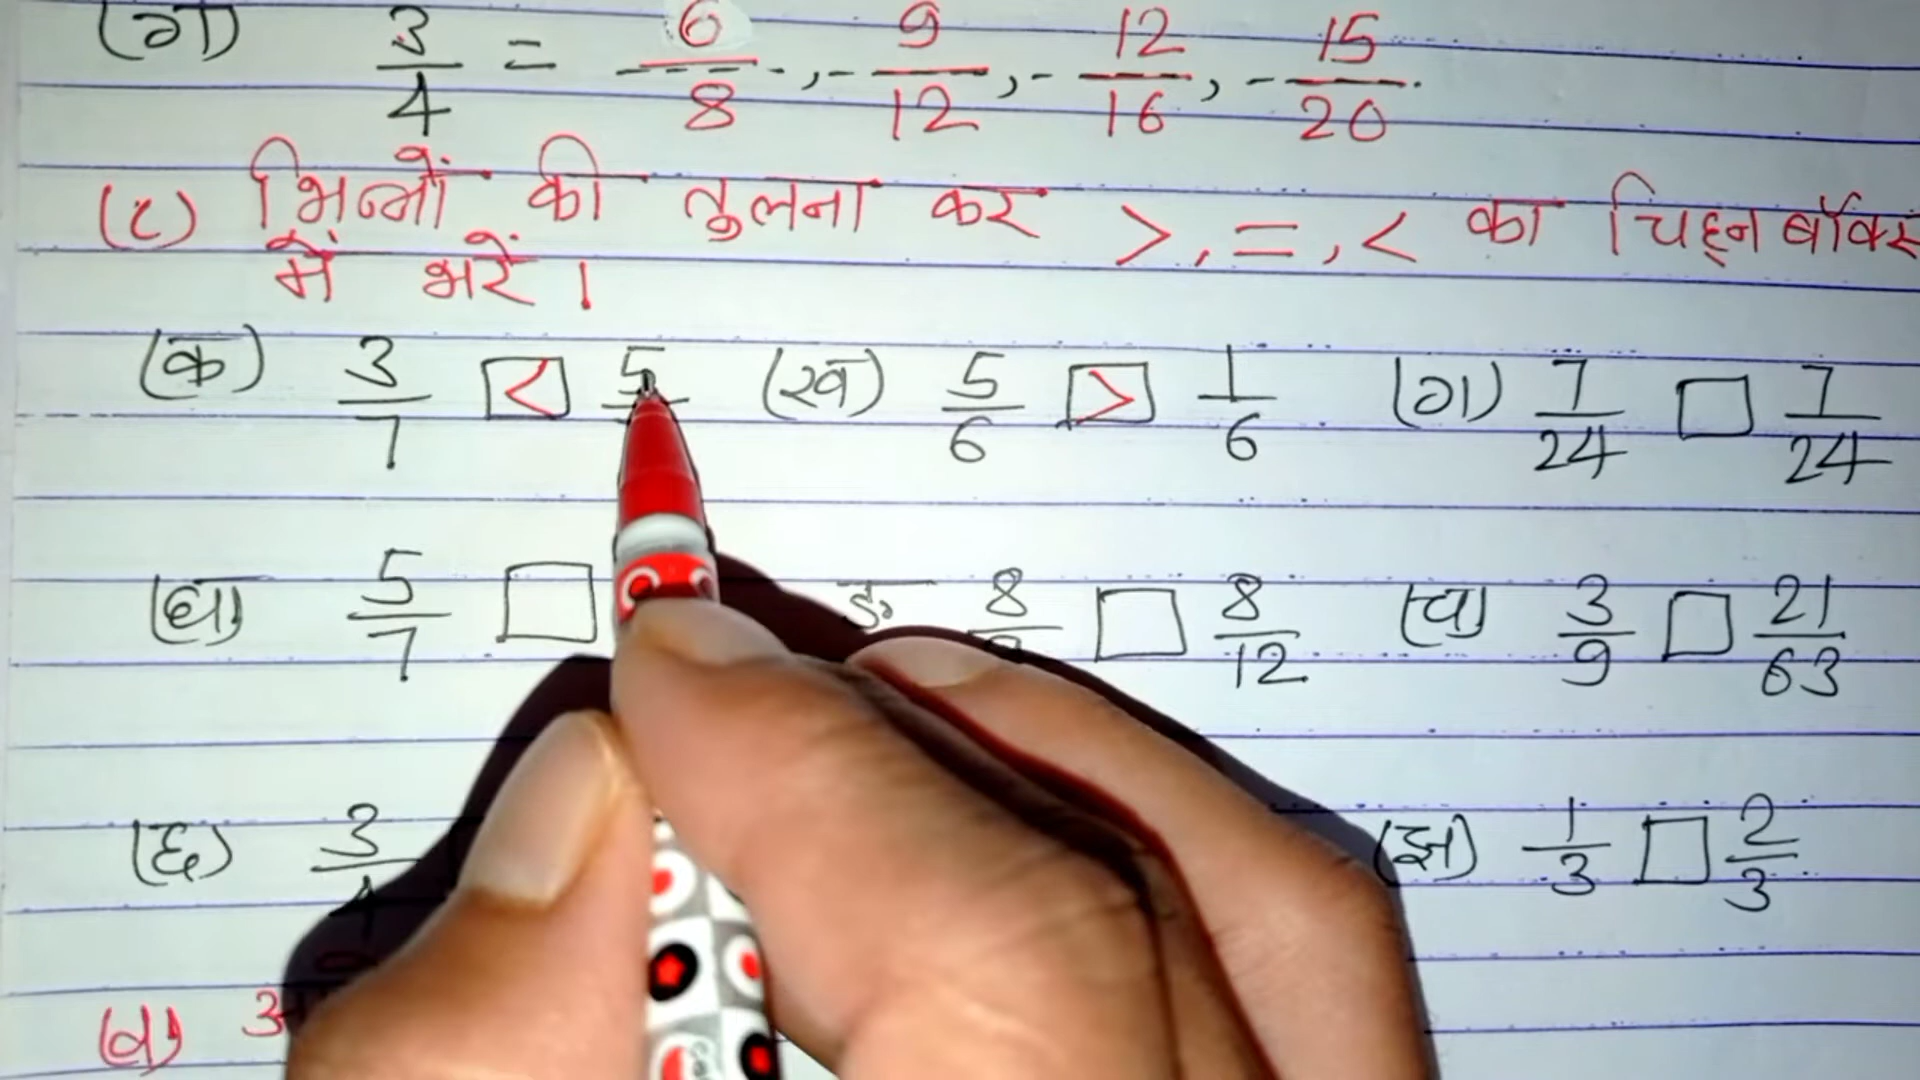 (ग) 3/4 = 6/8, 9/12, 12/16, 15/20
(८) भिन्नों की तुलना कर >, =, < का चिह्न बॉक्स
में भरें।
(क) 3/7 < 5 (ख) 5/6 > 1/6 (ग) 7/24 □ 7/24
(घ) 5/7 □ ङ 8 □ 8/12 (च) 3/9 □ 21/63
(छ) 3/4 (झ) 1/3 □ 2/3